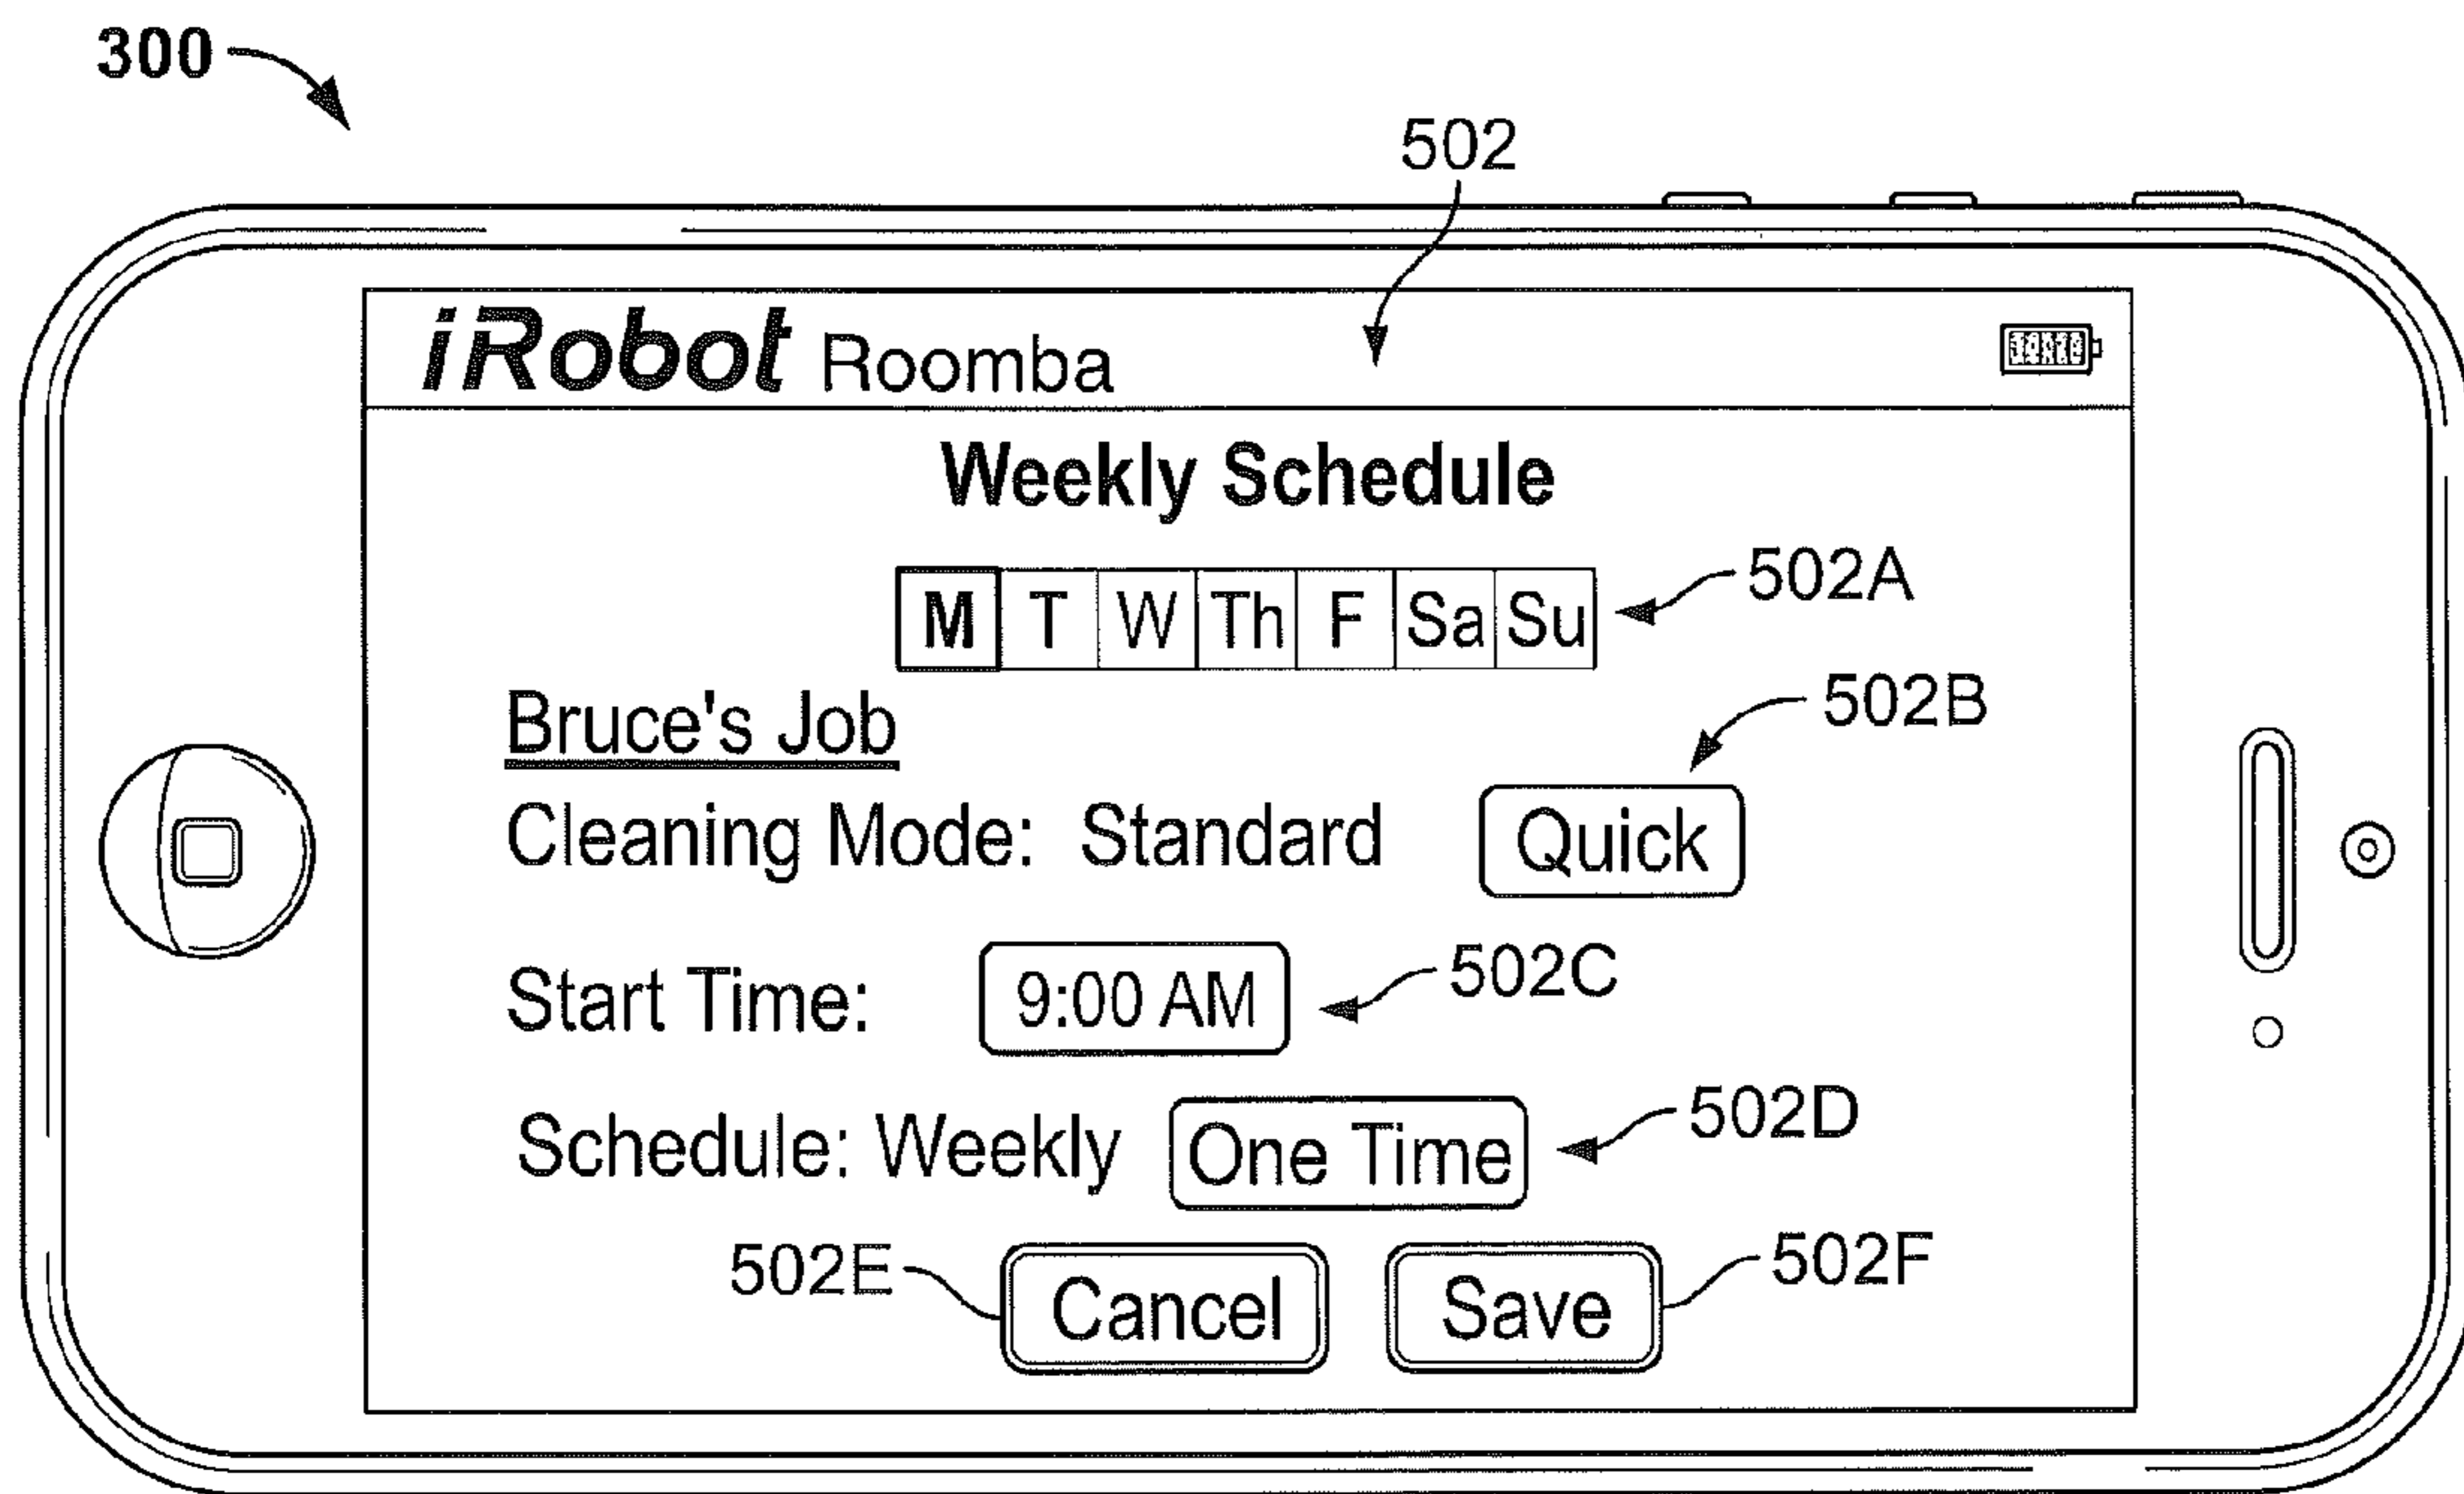 300
502
iRobot Roomba
Weekly Schedule
M T W Th F Sa Su 502A
Bruce's Job 502B
Cleaning Mode: Standard Quick
Start Time: 9:00 AM 502C
Schedule: Weekly One Time 502D
502E Cancel Save 502F